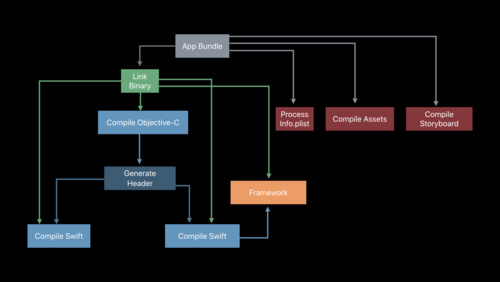 App Bundle
Link
Binary
Process
Info.plist
Compile Assets
Compile
Storyboard
Compile Objective-C
Generate
Header
Framework
Compile Swift
Compile Swift